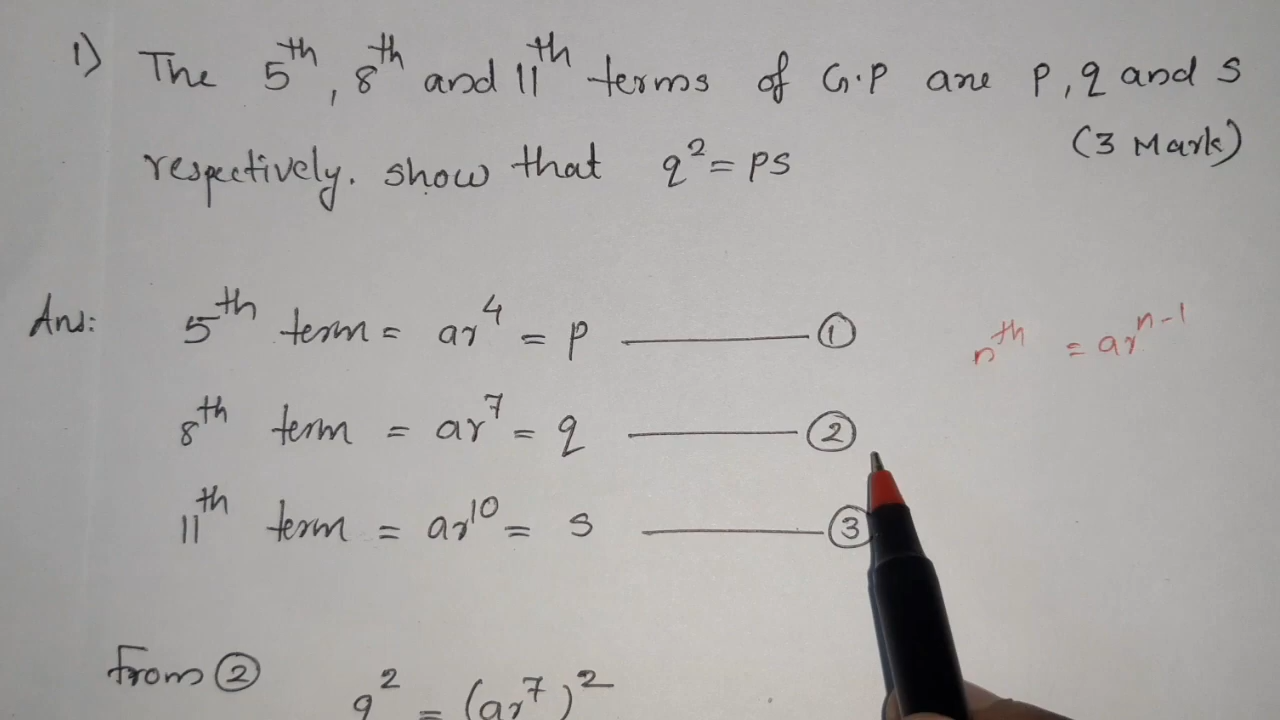 1) The 5th, 8th and 11th terms of G.P are p, q and s
(3 Mark)
respectively. show that q² = ps
Ans: 5th term = ar⁴ = p ——— ①
nth = arⁿ⁻¹
8th term = ar⁷ = q ——— ②
11th term = ar¹⁰ = s ——— ③
From ② q² = (ar⁷)²